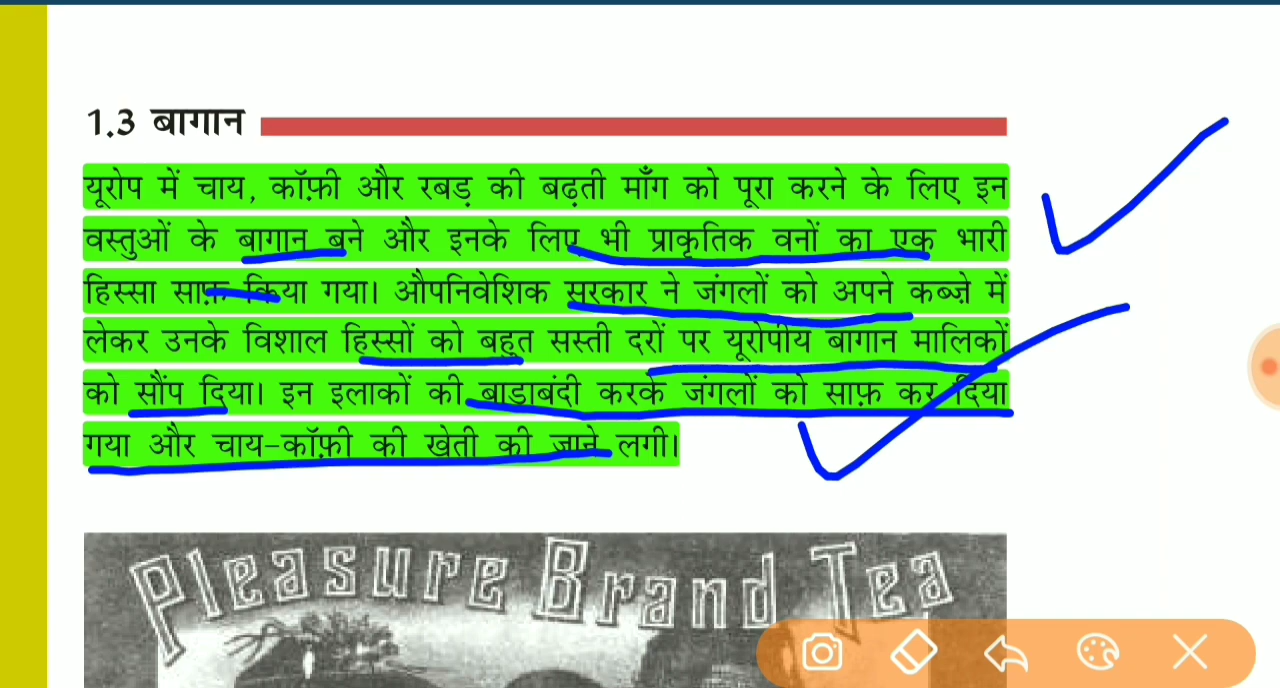 1.3 बागान
यूरोप में चाय, कॉफ़ी और रबड़ की बढ़ती माँग को पूरा करने के लिए इन
वस्तुओं के बागान बने और इनके लिए भी प्राकृतिक वनों का एक भारी
हिस्सा साफ़ किया गया। औपनिवेशिक सरकार ने जंगलों को अपने कब्ज़े में
लेकर उनके विशाल हिस्सों को बहुत सस्ती दरों पर यूरोपीय बागान मालिकों
को सौंप दिया। इन इलाकों की बाड़ाबंदी करके जंगलों को साफ़ कर दिया
गया और चाय-कॉफ़ी की खेती की जाने लगी।
Pleasure Brand Tea